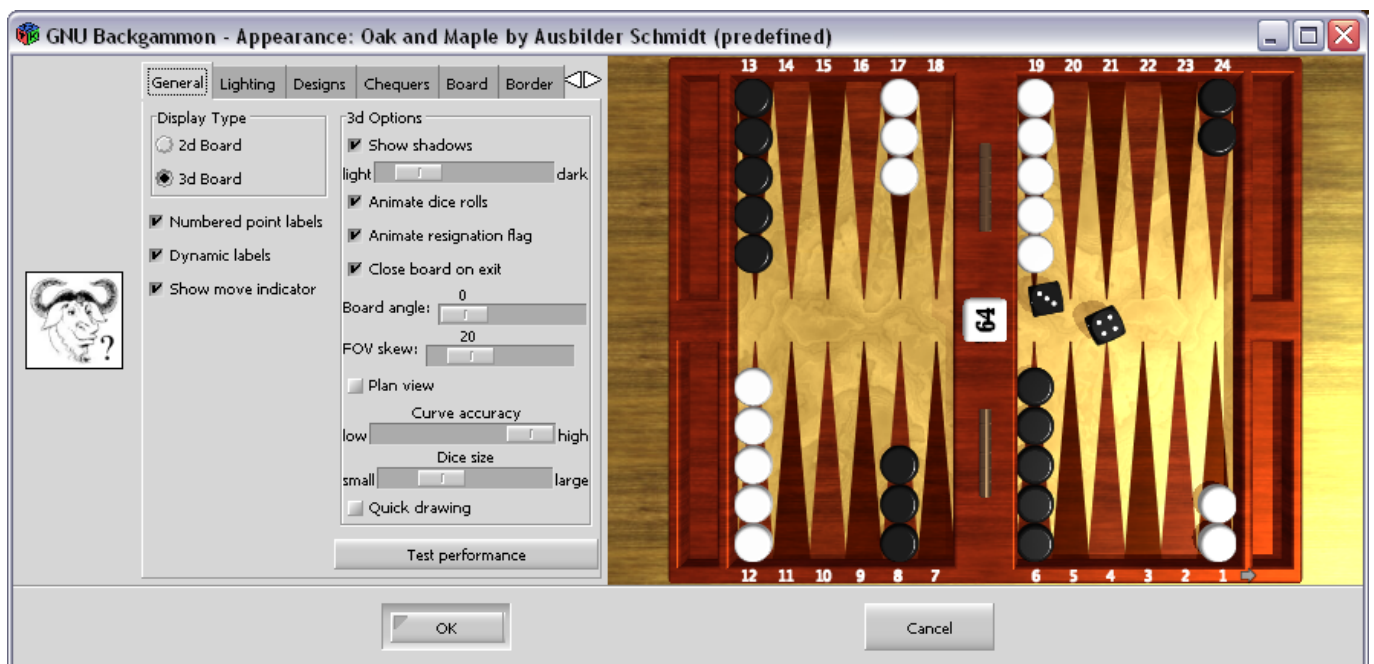 GNU Backgammon - Appearance: Oak and Maple by Ausbilder Schmidt (predefined)
General Lighting Designs Chequers Board Border
Display Type
2d Board
3d Board
Numbered point labels
Dynamic labels
Show move indicator
?
3d Options
Show shadows
light dark
Animate dice rolls
Animate resignation flag
Close board on exit
0
Board angle:
20
FOV skew:
Plan view
Curve accuracy
low high
Dice size
small large
Quick drawing
Test performance
13 14 15 16 17 18 19 20 21 22 23 24
64
12 11 10 9 8 7 6 5 4 3 2 1
OK Cancel